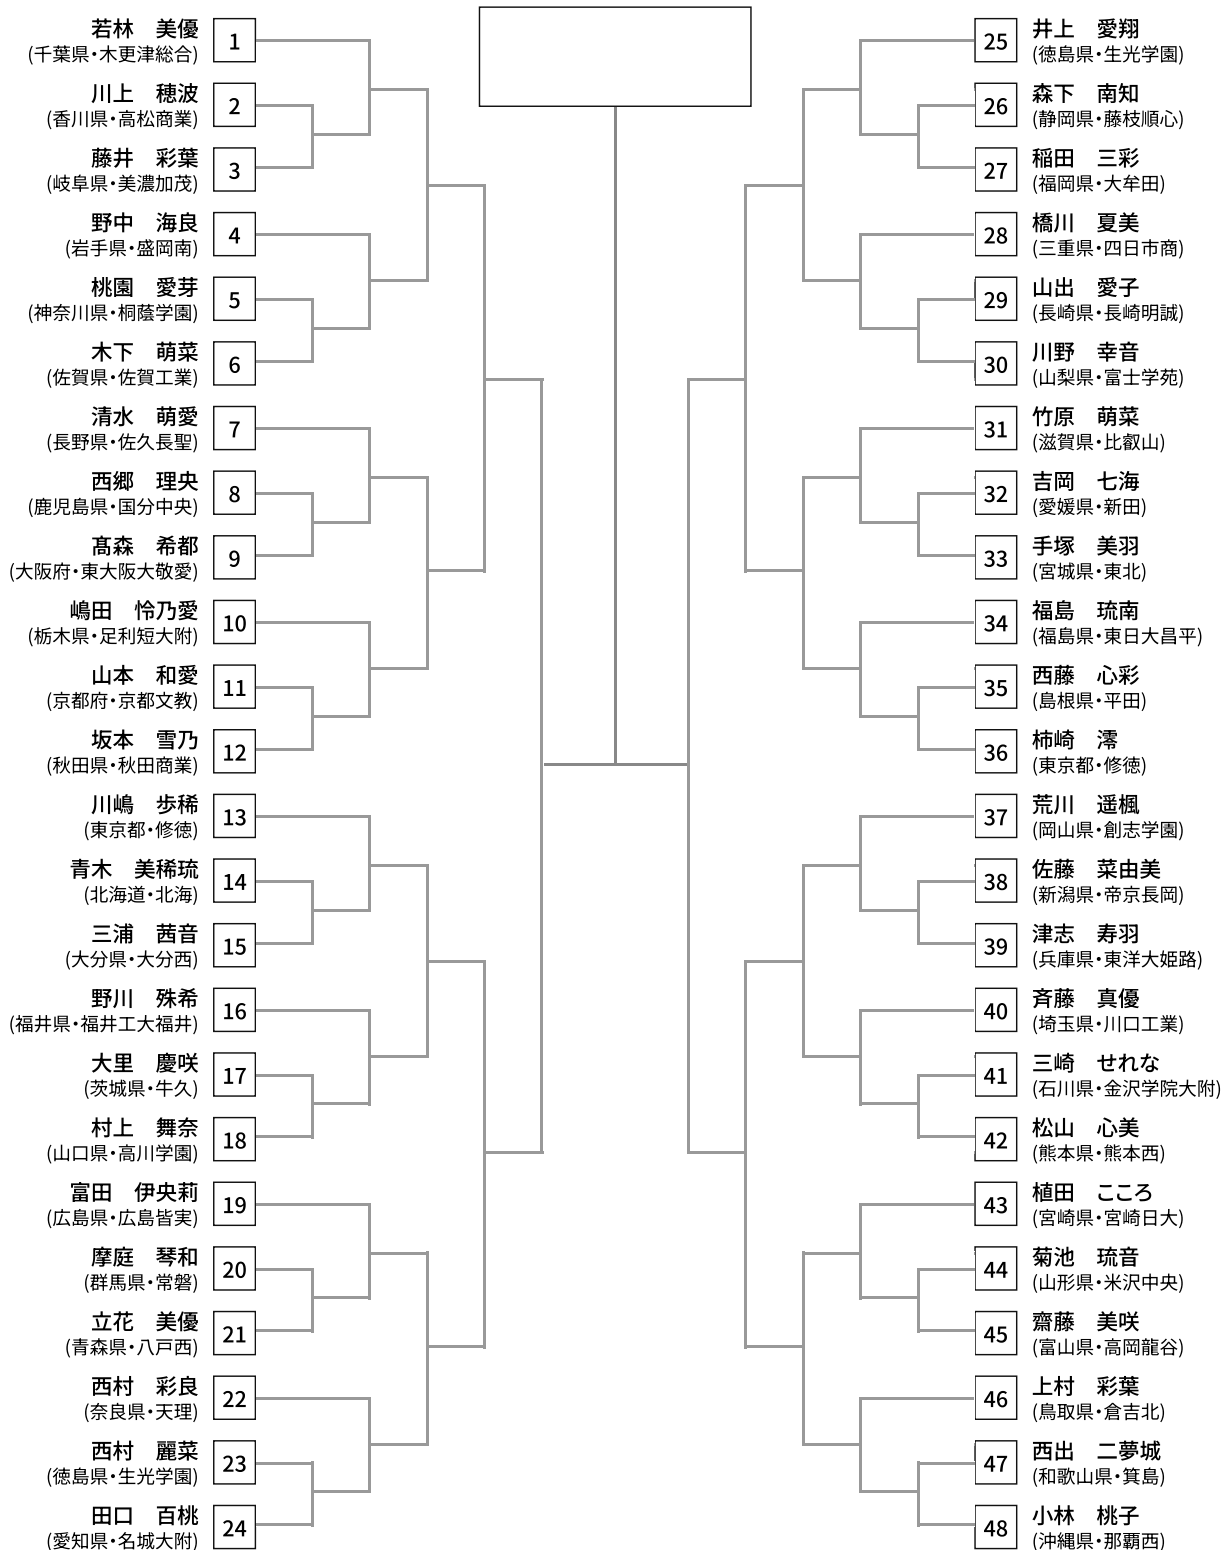 若林　美優
(千葉県・木更津総合)
1
川上　穂波
(香川県・高松商業)
2
藤井　彩葉
(岐阜県・美濃加茂)
3
野中　海良
(岩手県・盛岡南)
4
桃園　愛芽
(神奈川県・桐蔭学園)
5
木下　萌菜
(佐賀県・佐賀工業)
6
清水　萌愛
(長野県・佐久長聖)
7
西郷　理央
(鹿児島県・国分中央)
8
髙森　希都
(大阪府・東大阪大敬愛)
9
嶋田　怜乃愛
(栃木県・足利短大附)
10
山本　和愛
(京都府・京都文教)
11
坂本　雪乃
(秋田県・秋田商業)
12
川嶋　歩稀
(東京都・修徳)
13
青木　美稀琉
(北海道・北海)
14
三浦　茜音
(大分県・大分西)
15
野川　殊希
(福井県・福井工大福井)
16
大里　慶咲
(茨城県・牛久)
17
村上　舞奈
(山口県・高川学園)
18
富田　伊央莉
(広島県・広島皆実)
19
摩庭　琴和
(群馬県・常磐)
20
立花　美優
(青森県・八戸西)
21
西村　彩良
(奈良県・天理)
22
西村　麗菜
(徳島県・生光学園)
23
田口　百桃
(愛知県・名城大附)
24
25
井上　愛翔
(徳島県・生光学園)
26
森下　南知
(静岡県・藤枝順心)
27
稲田　三彩
(福岡県・大牟田)
28
橋川　夏美
(三重県・四日市商)
29
山出　愛子
(長崎県・長崎明誠)
30
川野　幸音
(山梨県・富士学苑)
31
竹原　萌菜
(滋賀県・比叡山)
32
吉岡　七海
(愛媛県・新田)
33
手塚　美羽
(宮城県・東北)
34
福島　琉南
(福島県・東日大昌平)
35
西藤　心彩
(島根県・平田)
36
柿崎　澪
(東京都・修徳)
37
荒川　遥楓
(岡山県・創志学園)
38
佐藤　菜由美
(新潟県・帝京長岡)
39
津志　寿羽
(兵庫県・東洋大姫路)
40
斉藤　真優
(埼玉県・川口工業)
41
三崎　せれな
(石川県・金沢学院大附)
42
松山　心美
(熊本県・熊本西)
43
植田　こころ
(宮崎県・宮崎日大)
44
菊池　琉音
(山形県・米沢中央)
45
齋藤　美咲
(富山県・高岡龍谷)
46
上村　彩葉
(鳥取県・倉吉北)
47
西出　二夢城
(和歌山県・箕島)
48
小林　桃子
(沖縄県・那覇西)